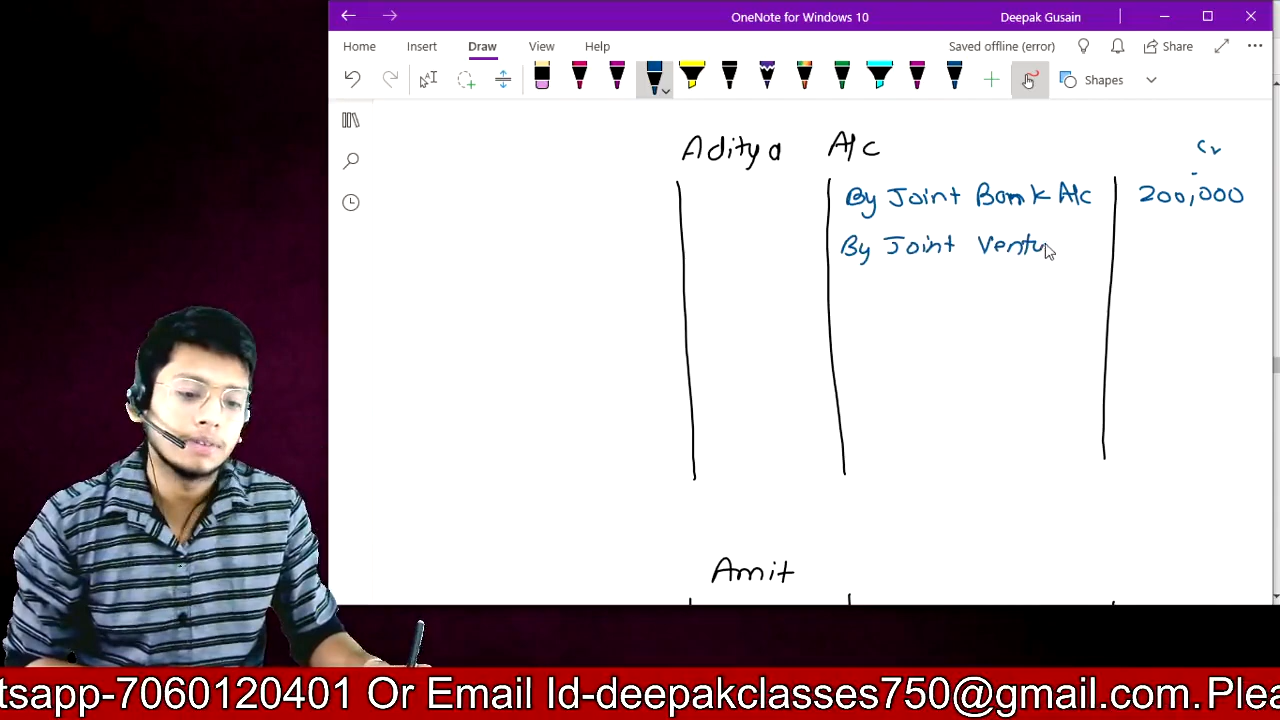 OneNote for Windows 10
Deepak Gusain
Home Insert Draw View Help
Saved offline (error)
Share
Shapes
Aditya A/c
Cr
By Joint Bank A/c 200,000
By Joint Ventu
Amit
tsapp-7060120401 Or Email Id-deepakclasses750@gmail.com. Plea